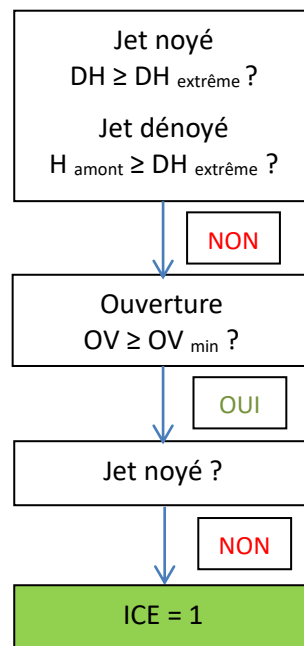 Jet noyé
DH ≥ DH extrême ?
Jet dénoyé
H amont ≥ DH extrême ?
NON
Ouverture
OV ≥ OV min ?
OUI
Jet noyé ?
NON
ICE = 1